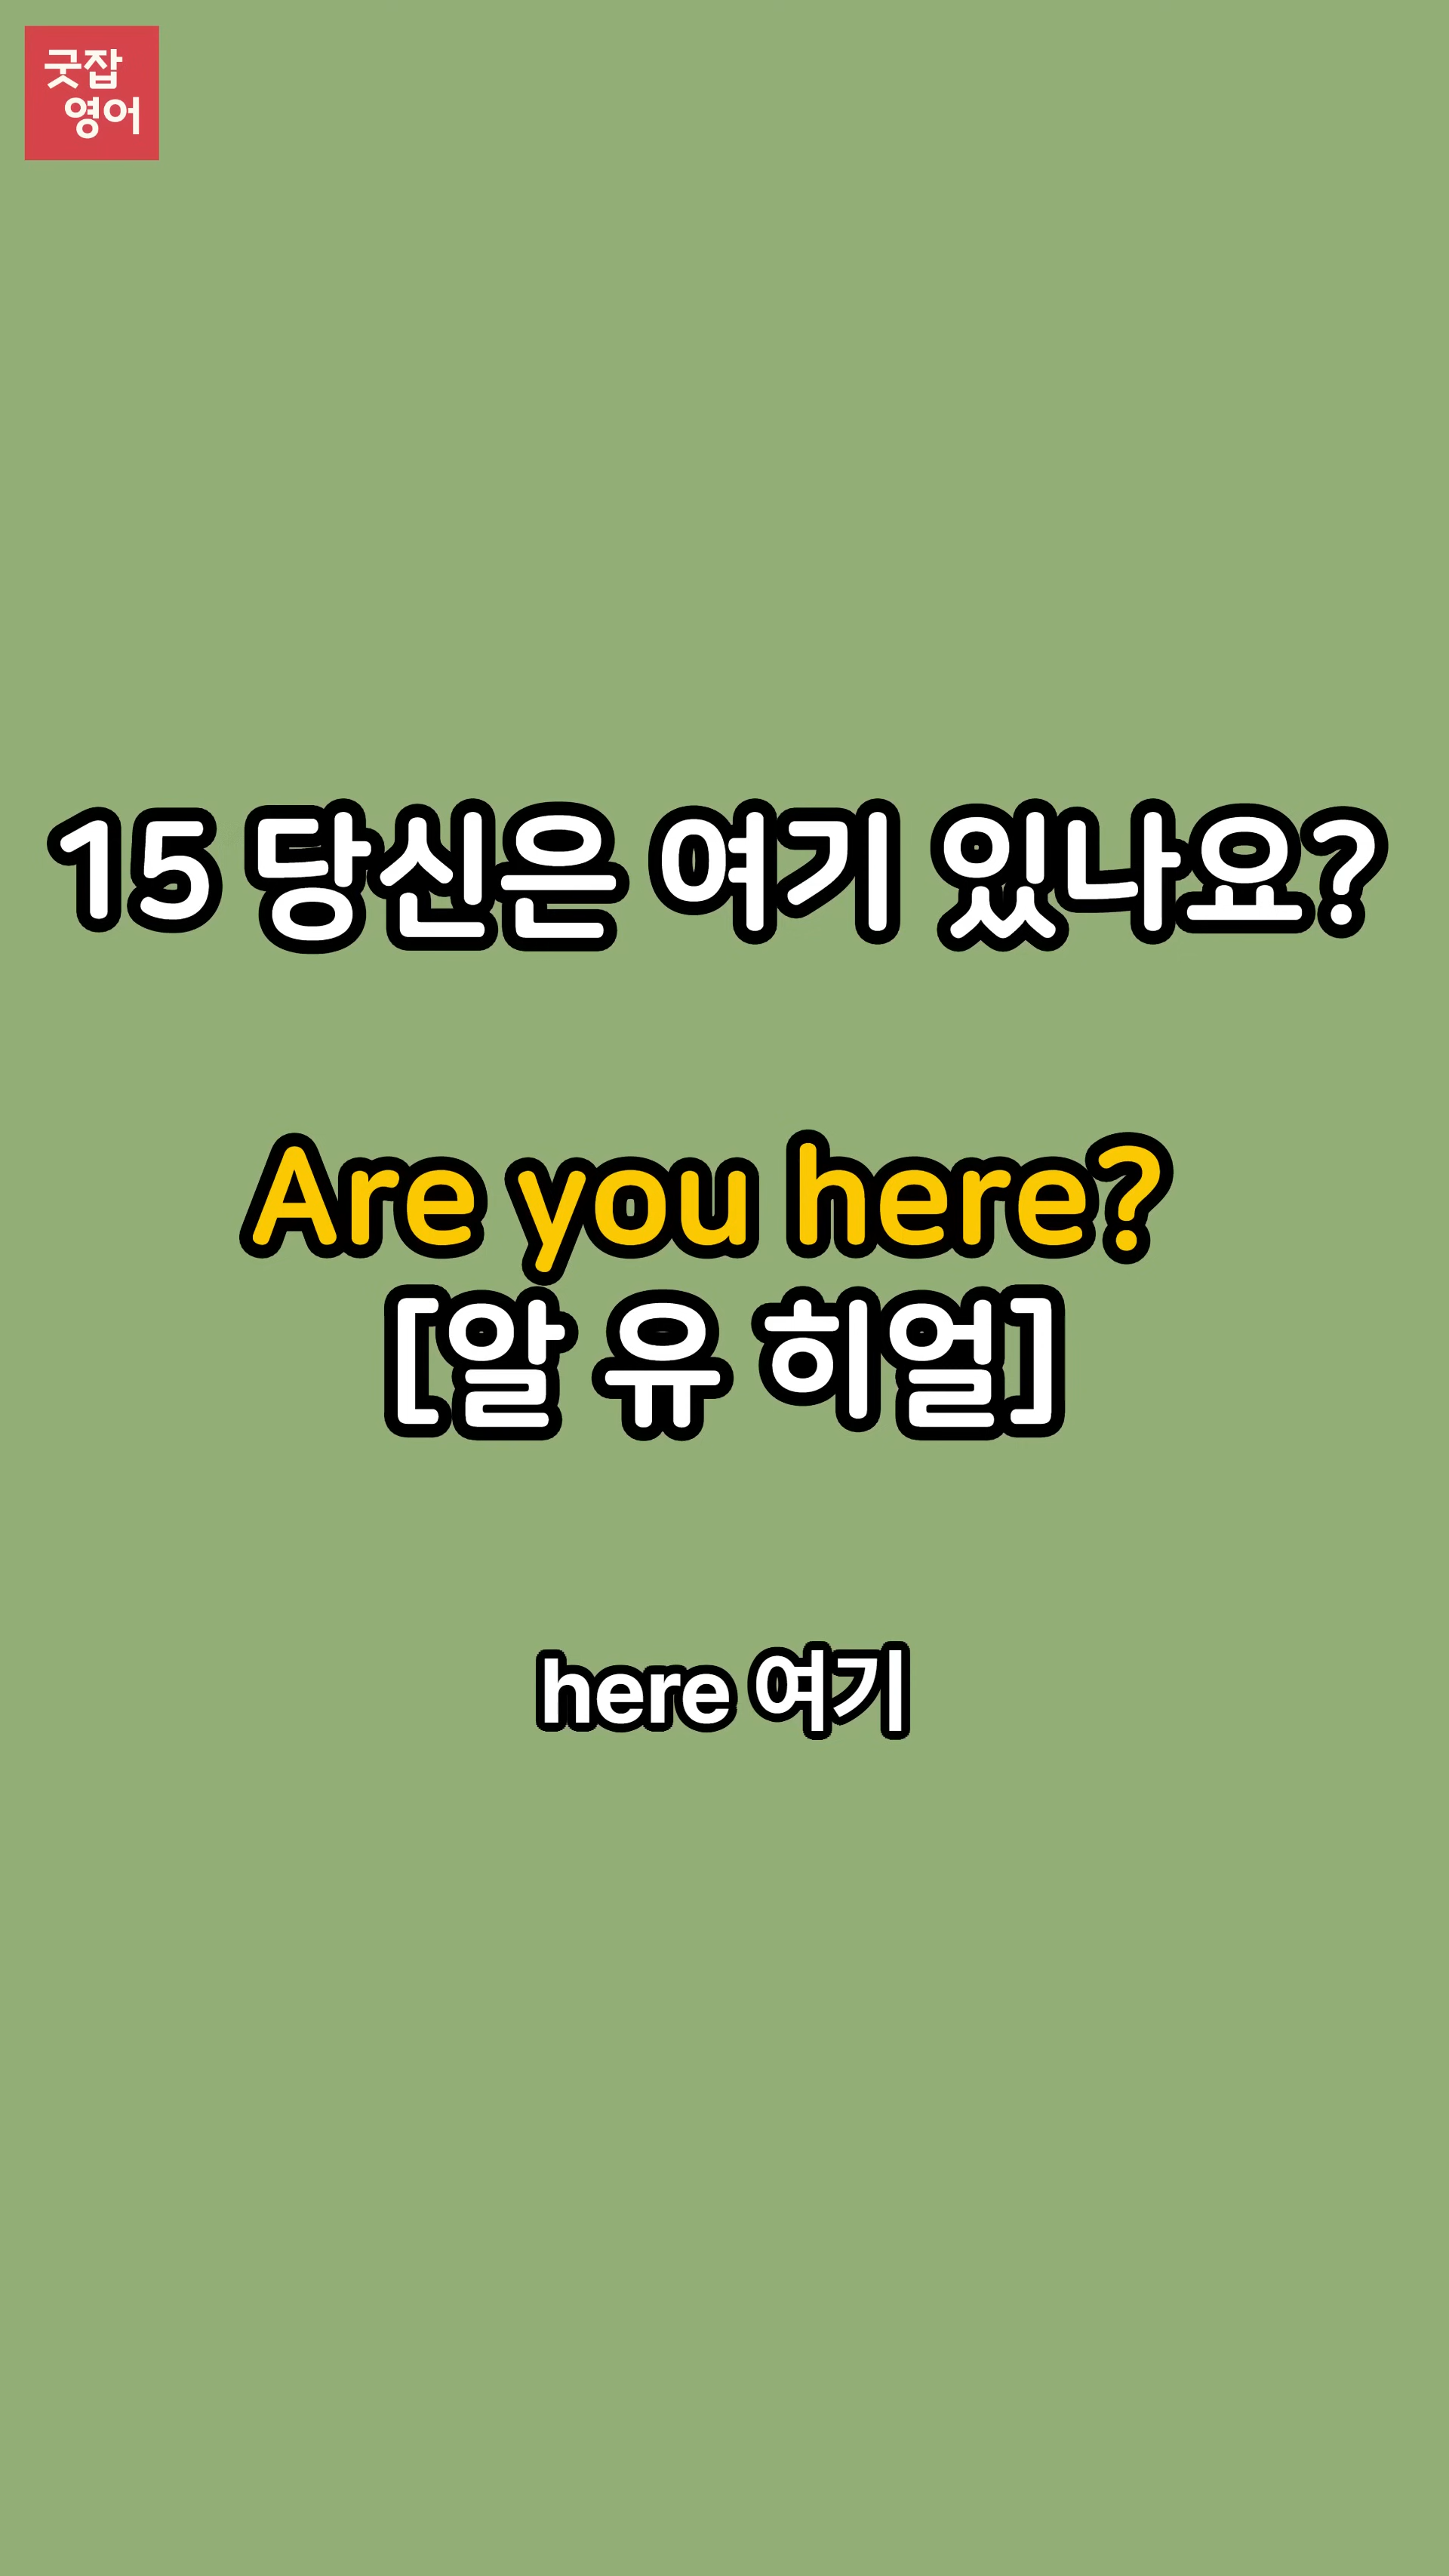 굿잡
영어
15 당신은 여기 있나요?
Are you here?
[알 유 히얼]
here 여기